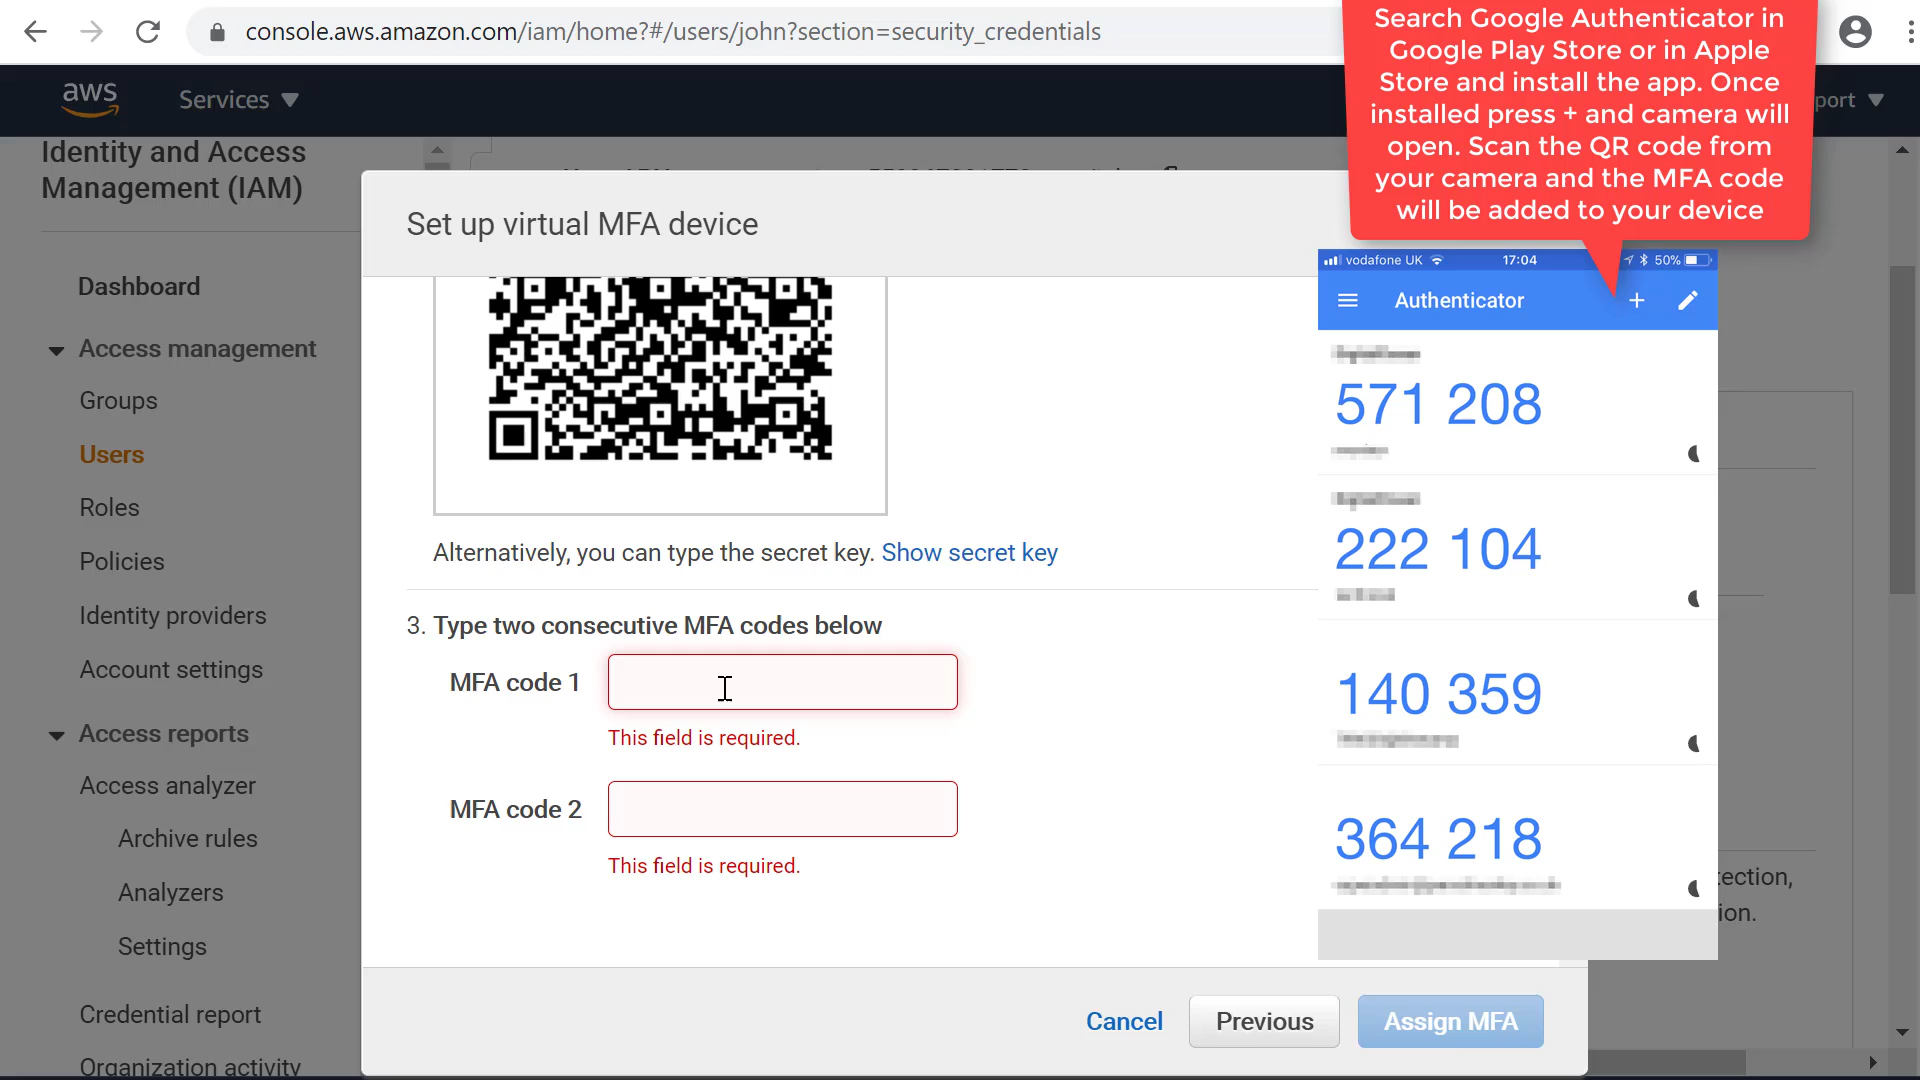 console.aws.amazon.com/iam/home?#/users/john?section=security_credentials
Search Google Authenticator in
Google Play Store or in Apple
Store and install the app. Once
installed press + and camera will
open. Scan the QR code from
your camera and the MFA code
will be added to your device
aws
Services
port
Identity and Access
Management (IAM)
Dashboard
Access management
Groups
Users
Roles
Policies
Identity providers
Account settings
Access reports
Access analyzer
Archive rules
Analyzers
Settings
Credential report
Organization activity
Set up virtual MFA device
Alternatively, you can type the secret key. Show secret key
3. Type two consecutive MFA codes below
MFA code 1
This field is required.
MFA code 2
This field is required.
Cancel
Previous
Assign MFA
vodafone UK 17:04 50%
Authenticator
571 208
222 104
140 359
364 218
tection,
ion.